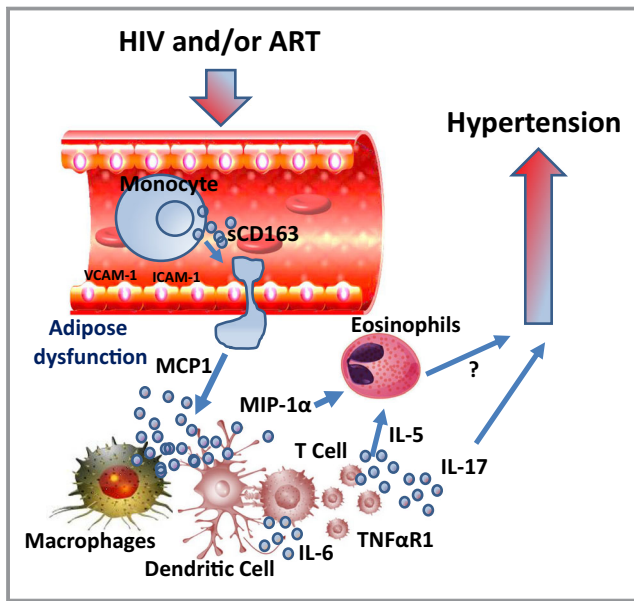 HIV and/or ART
Hypertension
Monocyte
sCD163
VCAM-1
ICAM-1
Adipose
dysfunction
Eosinophils
MCP1
?
MIP-1α
T Cell
IL-5
IL-17
Macrophages
TNFαR1
IL-6
Dendritic Cell